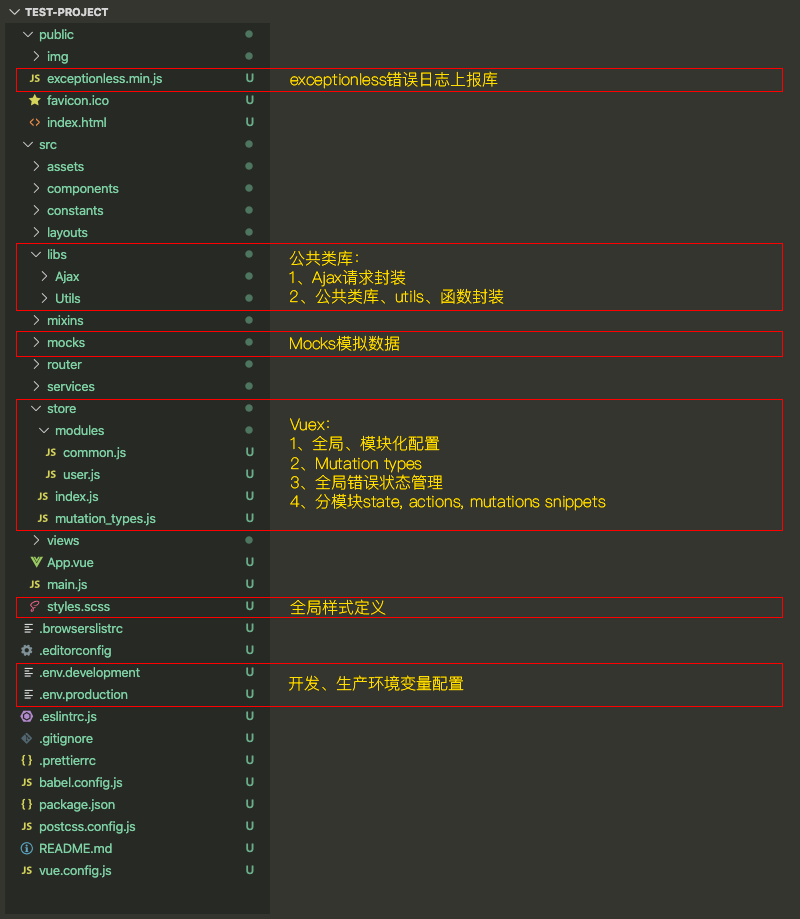 TEST-PROJECT
public
img
JS exceptionless.min.js U exceptionless错误日志上报库
favicon.ico U
<> index.html U
src
assets
components
constants
layouts
libs
公共类库：
Ajax
1、Ajax请求封装
Utils
2、公共类库、utils、函数封装
mixins
mocks Mocks模拟数据
router
services
store
Vuex：
modules
1、全局、模块化配置
JS common.js U
2、Mutation types
JS user.js U
3、全局错误状态管理
JS index.js U
4、分模块state, actions, mutations snippets
JS mutation_types.js U
views
App.vue U
JS main.js U
styles.scss U 全局样式定义
.browserslistrc U
.editorconfig U
.env.development U
开发、生产环境变量配置
.env.production U
.eslintrc.js U
.gitignore U
{} .prettierrc U
JS babel.config.js U
{} package.json U
JS postcss.config.js U
README.md U
JS vue.config.js U